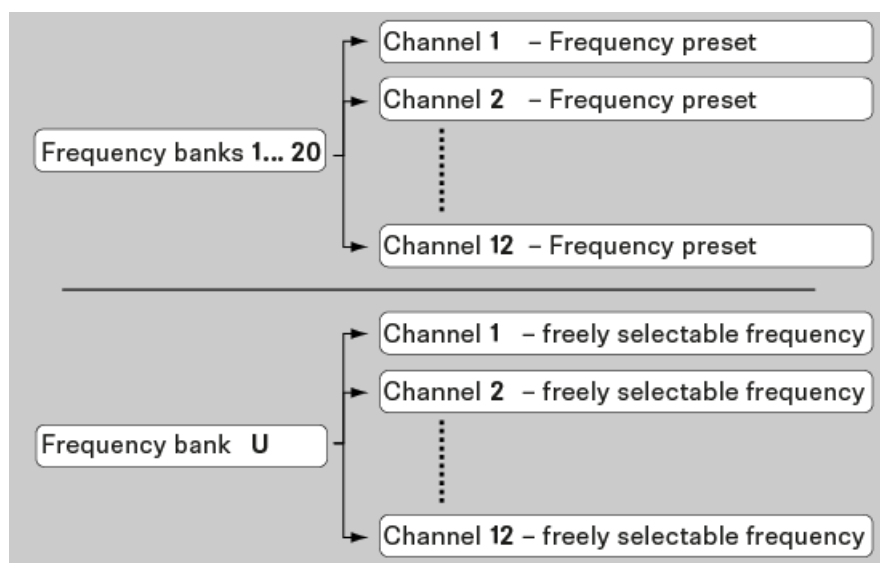 Channel 1 – Frequency preset
Channel 2 – Frequency preset
Frequency banks 1... 20
Channel 12 – Frequency preset
Channel 1 – freely selectable frequency
Channel 2 – freely selectable frequency
Frequency bank U
Channel 12 – freely selectable frequency